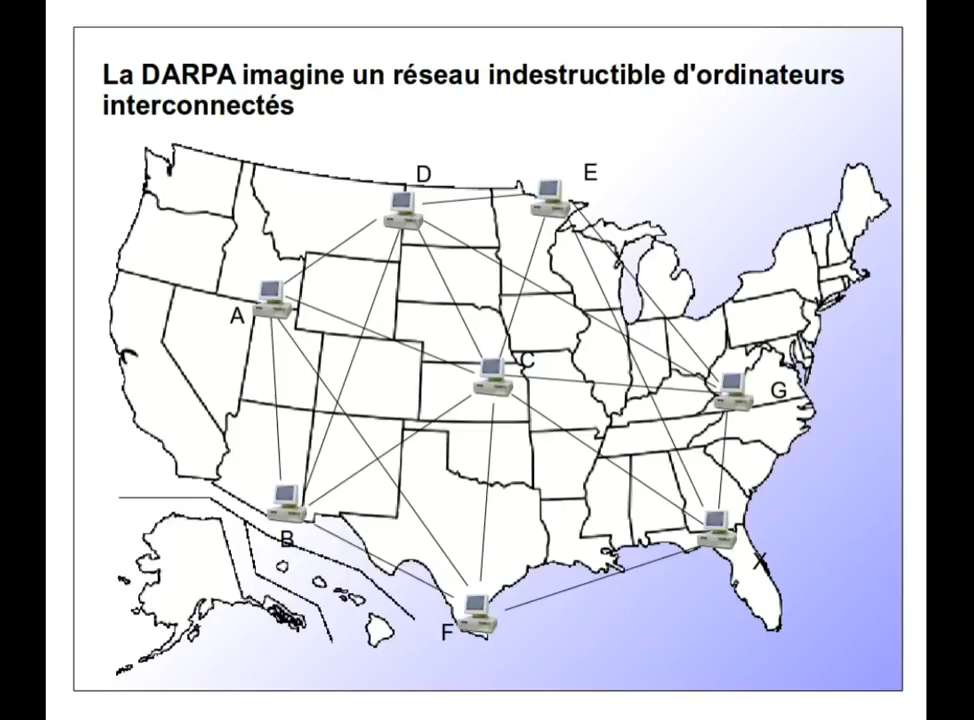 La DARPA imagine un réseau indestructible d'ordinateurs
interconnectés
D
E
A
C
G
B
X
F